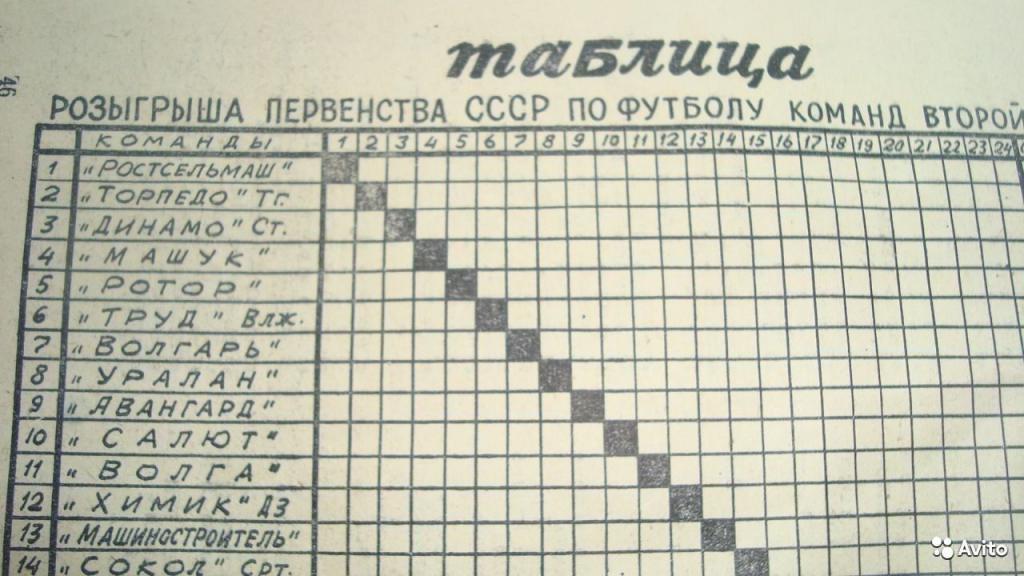 таблица
46
РОЗЫГРЫША ПЕРВЕНСТВА СССР ПО ФУТБОЛУ КОМАНД ВТОРОЙ
КОМАНДЫ 1 2 3 4 5 6 7 8 9 10 11 12 13 14 15 16 17 18 19 20 21 22 23 24
1 „РОСТСЕЛЬМАШ"
2 „ТОРПЕДО" Тг.
3 „ДИНАМО" Ст.
4 „МАШУК"
5 „РОТОР"
6 „ТРУД" Влж.
7 „ВОЛГАРЬ"
8 „УРАЛАН"
9 „АВАНГАРД"
10 „САЛЮТ"
11 „ВОЛГА"
12 „ХИМИК" ДЗ
13 „МАШИНОСТРОИТЕЛЬ"
14 „СОКОЛ" Срт.
Avito